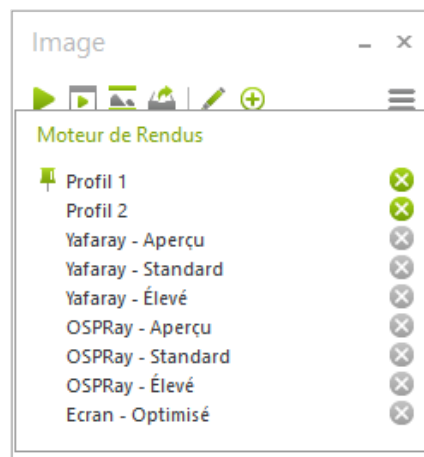 Image
Moteur de Rendus
Profil 1
Profil 2
Yafaray - Aperçu
Yafaray - Standard
Yafaray - Élevé
OSPRay - Aperçu
OSPRay - Standard
OSPRay - Élevé
Ecran - Optimisé